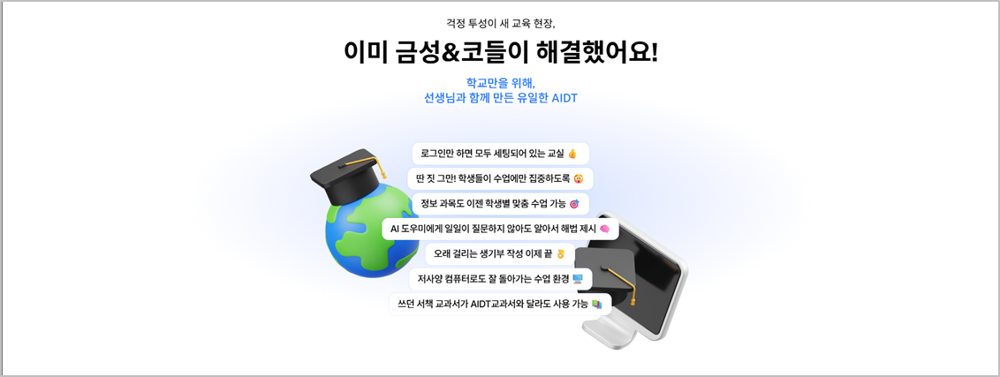 걱정 투성이 새 교육 현장,
이미 금성&코들이 해결했어요!
학교만을 위해,
선생님과 함께 만든 유일한 AIDT
로그인만 하면 모두 세팅되어 있는 교실 👍
딴 짓 그만! 학생들이 수업에만 집중하도록 😱
정보 과목도 이젠 학생별 맞춤 수업 가능 🎯
AI 도우미에게 일일이 질문하지 않아도 알아서 해법 제시 🧠
오래 걸리는 생기부 작성 이제 끝 👌
저사양 컴퓨터로도 잘 돌아가는 수업 환경 🖥️
쓰던 서책 교과서가 AIDT교과서와 달라도 사용 가능 📚